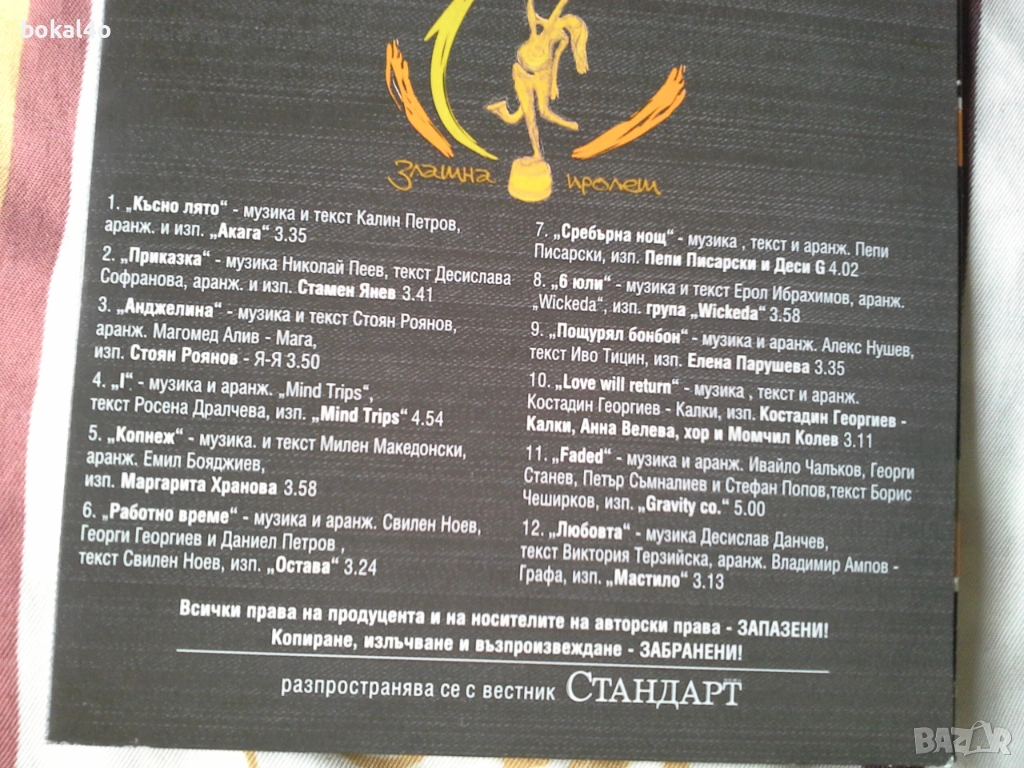 bokal4o
златна пролет
1. „Късно лято“ - музика и текст Калин Петров,
аранж. и изп. „Акага“ 3.35
2. „Приказка“ - музика Николай Пеев, текст Десислава
Софранова, аранж. и изп. Стамен Янев 3.41
3. „Анджелина“ - музика и текст Стоян Роянов,
аранж. Магомед Алив - Мага,
изп. Стоян Роянов - Я-Я 3.50
4. „I“ - музика и аранж. „Mind Trips“,
текст Росена Дралчева, изп. „Mind Trips“ 4.54
5. „Копнеж“ - музика. и текст Милен Македонски,
аранж. Емил Бояджиев,
изп. Маргарита Хранова 3.58
6. „Работно време“ - музика и аранж. Свилен Ноев,
Георги Георгиев и Даниел Петров ,
текст Свилен Ноев, изп. „Остава“ 3.24
7. „Сребърна нощ“ - музика , текст и аранж. Пепи
Писарски, изп. Пепи Писарски и Деси G 4.02
8. „6 юли“ - музика и текст Ерол Ибрахимов, аранж.
„Wickeda“, изп. група „Wickeda“ 3.58
9. „Пощурял бонбон“ - музика и аранж. Алекс Нушев,
текст Иво Тицин, изп. Елена Парушева 3.35
10. „Love will return“ - музика , текст и аранж.
Костадин Георгиев - Калки, изп. Костадин Георгиев -
Калки, Анна Велева, хор и Момчил Колев 3.11
11. „Faded“ - музика и аранж. Ивайло Чальков, Георги
Станев, Петър Съмналиев и Стефан Попов,текст Борис
Чеширков, изп. „Gravity co.“ 5.00
12. „Любовта“ - музика Десислав Данчев,
текст Виктория Терзийска, аранж. Владимир Ампов -
Графа, изп. „Мастило“ 3.13
Всички права на продуцента и на носителите на авторски права - ЗАПАЗЕНИ!
Копиране, излъчване и възпроизвеждане - ЗАБРАНЕНИ!
разпространява се с вестник СТАНДАРТ
BAZAR